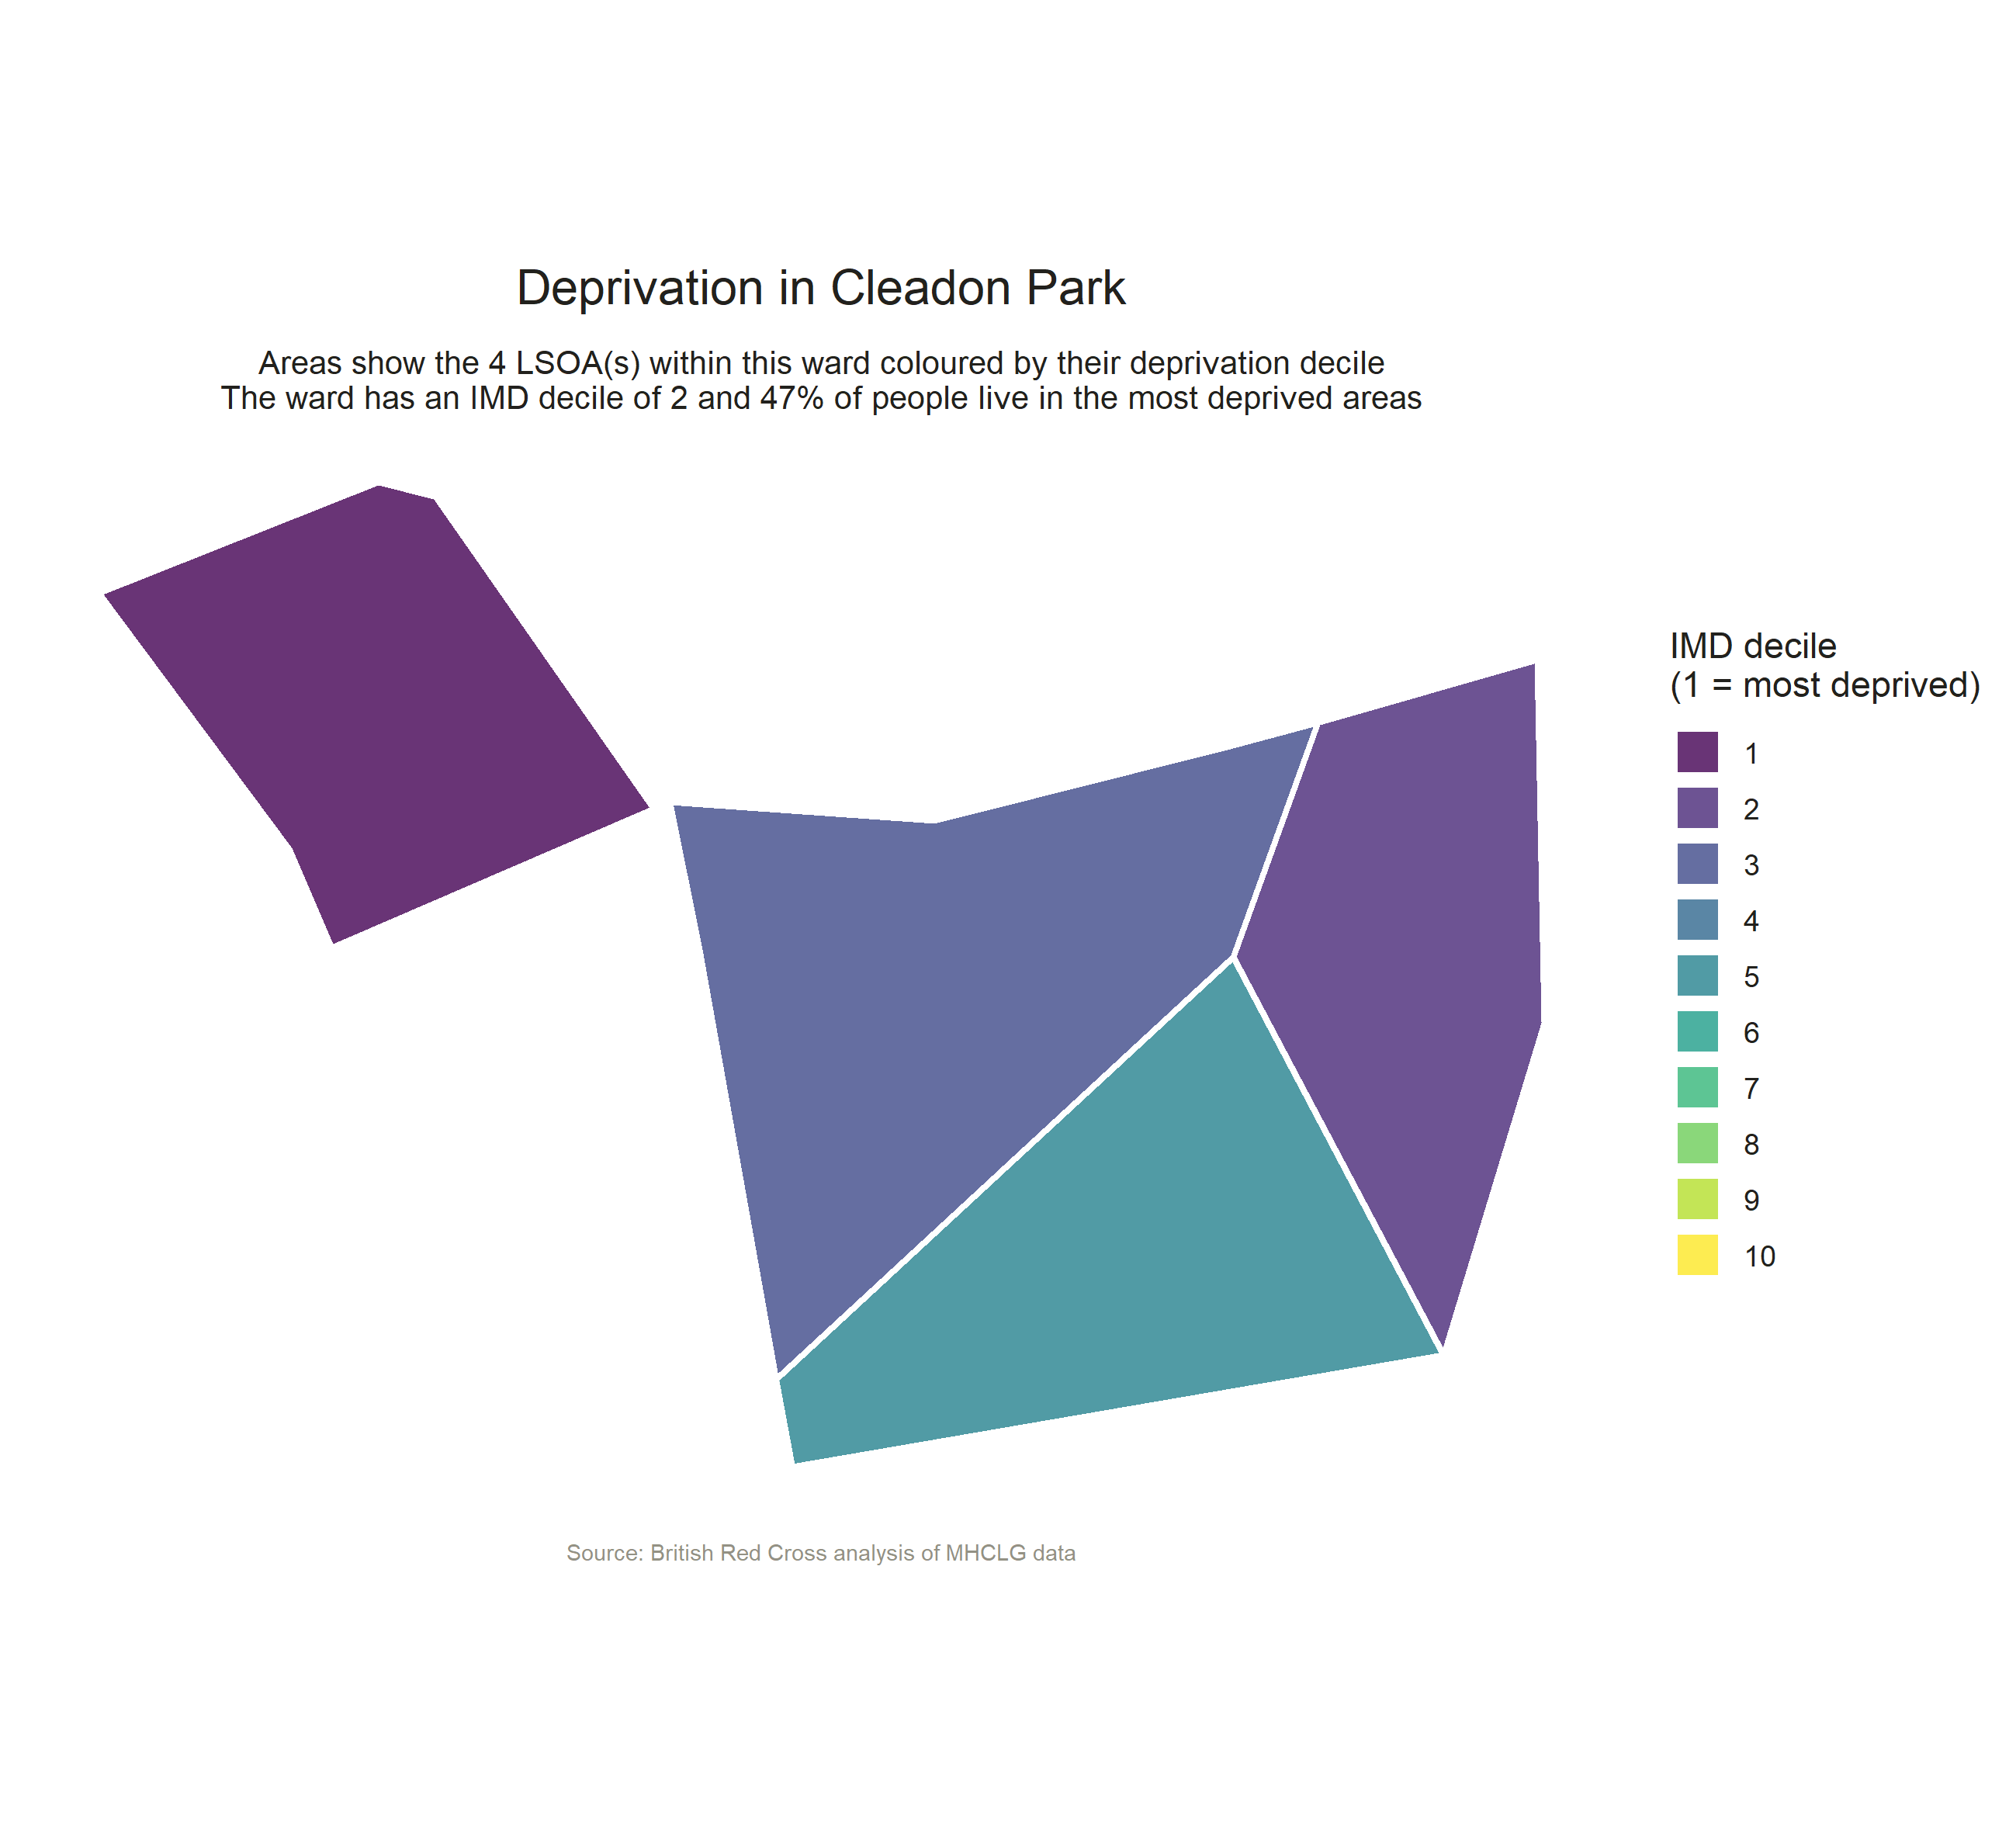 Deprivation in Cleadon Park
Areas show the 4 LSOA(s) within this ward coloured by their deprivation decile
The ward has an IMD decile of 2 and 47% of people live in the most deprived areas
IMD decile
(1 = most deprived)
1
2
3
4
5
6
7
8
9
10
Source: British Red Cross analysis of MHCLG data